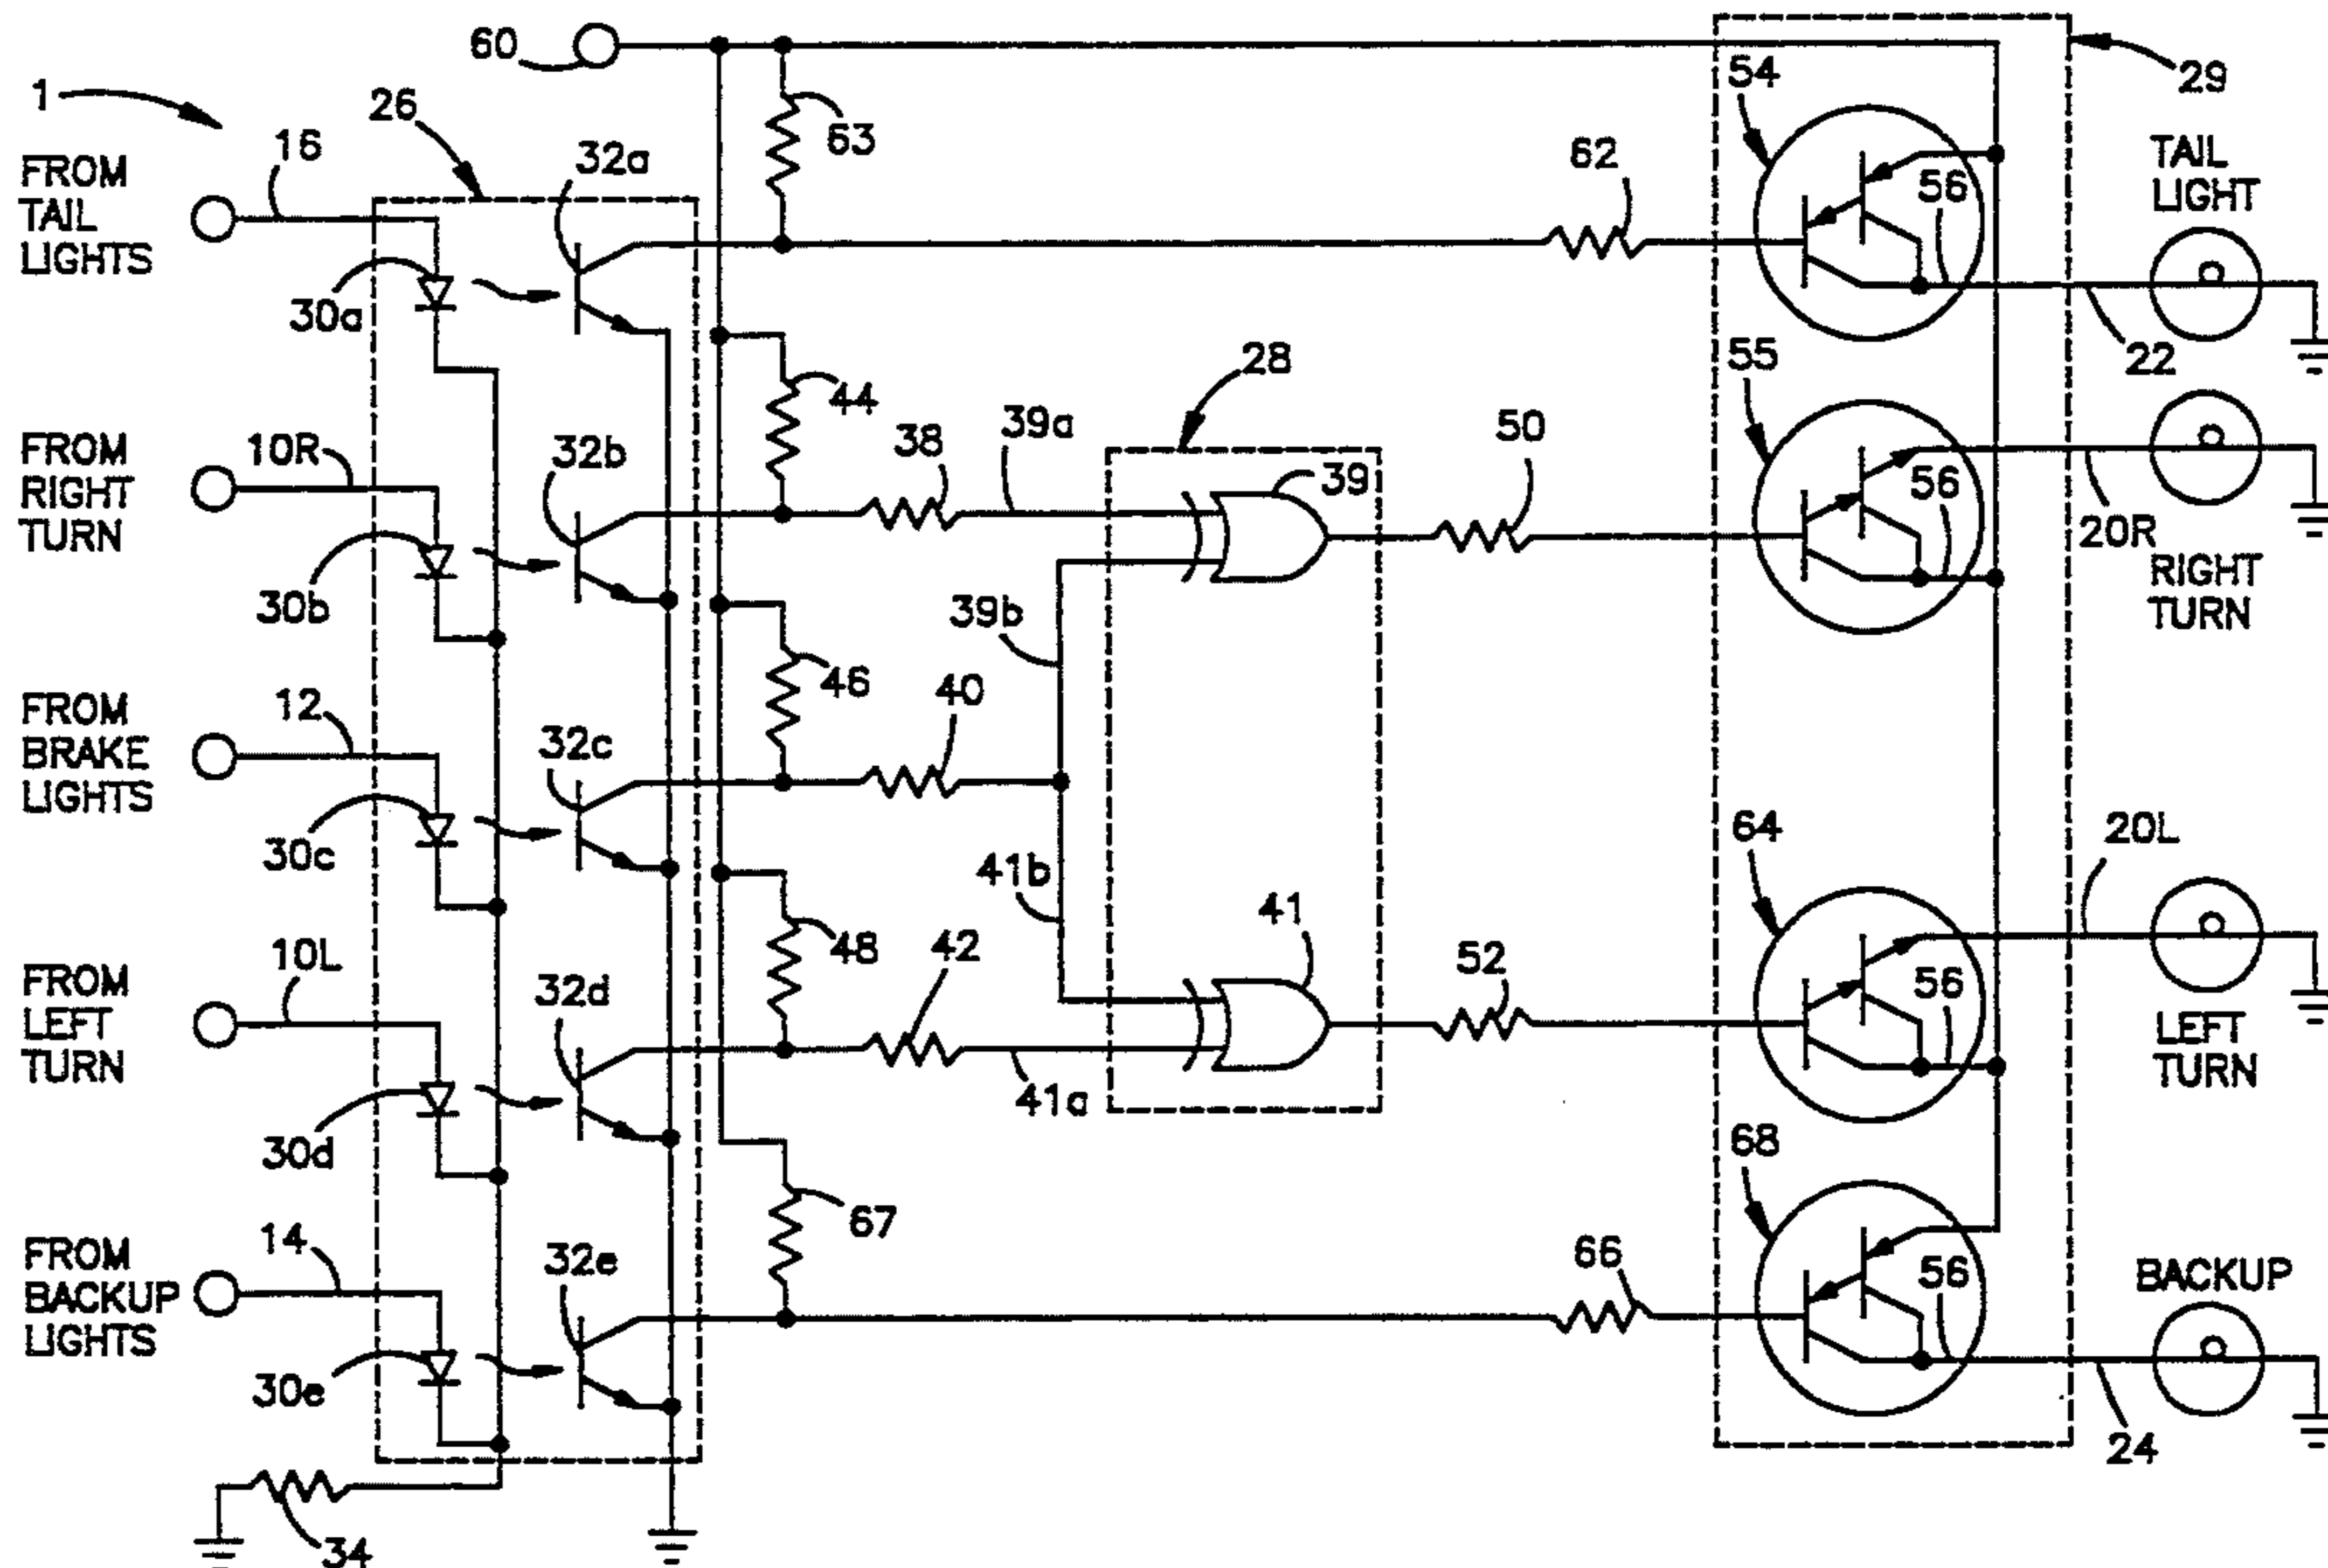 60
29
1
26
54
63
16
32a
62
TAIL
LIGHT
FROM
TAIL
LIGHTS
56
30a
22
28
55
44
FROM
RIGHT
TURN
10R
32b
38
39a
50
39
56
20R
30b
39b
RIGHT
TURN
46
40
FROM
BRAKE
LIGHTS
12
32c
64
20L
30c
41b
41
48
42
52
FROM
LEFT
TURN
10L
32d
56
LEFT
TURN
41a
30d
68
67
FROM
BACKUP
LIGHTS
14
32e
66
56
BACKUP
30e
24
34